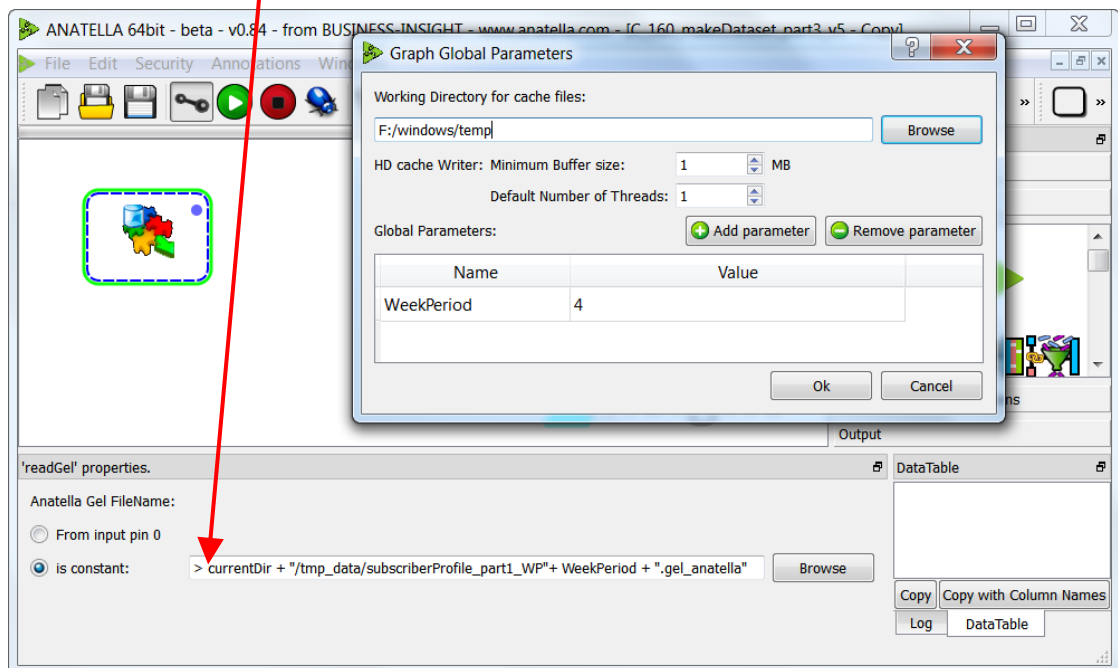 ANATELLA 64bit - beta - v0.84 - from BUSINESS-INSIGHT - www.anatella.com - [C_160_makeDataset_part3_v5 - Copy]
File Edit Security Annotations
Graph Global Parameters
Working Directory for cache files:
F:/windows/temp
Browse
HD cache Writer: Minimum Buffer size: 1 MB
Default Number of Threads: 1
Global Parameters:
Add parameter
Remove parameter
Name Value
WeekPeriod 4
Ok
Cancel
Output
'readGel' properties.
DataTable
Anatella Gel FileName:
From input pin 0
is constant: > currentDir + "/tmp_data/subscriberProfile_part1_WP"+ WeekPeriod + ".gel_anatella" Browse
Copy Copy with Column Names
Log DataTable